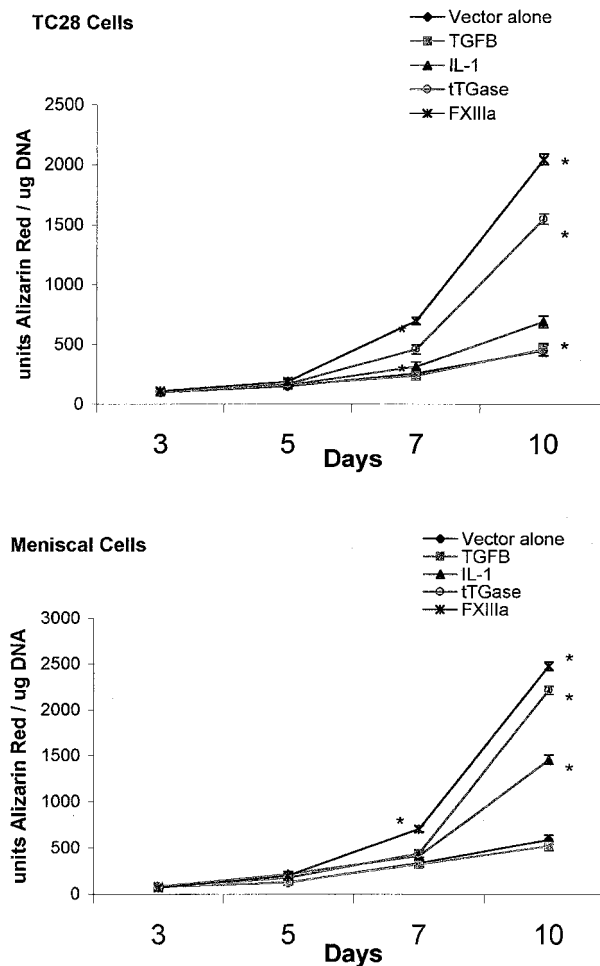 TC28 Cells
Vector alone
TGFB
IL-1
tTGase
FXIIIa
units Alizarin Red / ug DNA
2500
2000
1500
1000
500
0
*
*
*
*
*
3 5 7 10
Days
Meniscal Cells
Vector alone
TGFB
IL-1
tTGase
FXIIIa
units Alizarin Red / ug DNA
3000
2500
2000
1500
1000
500
0
*
*
*
*
3 5 7 10
Days